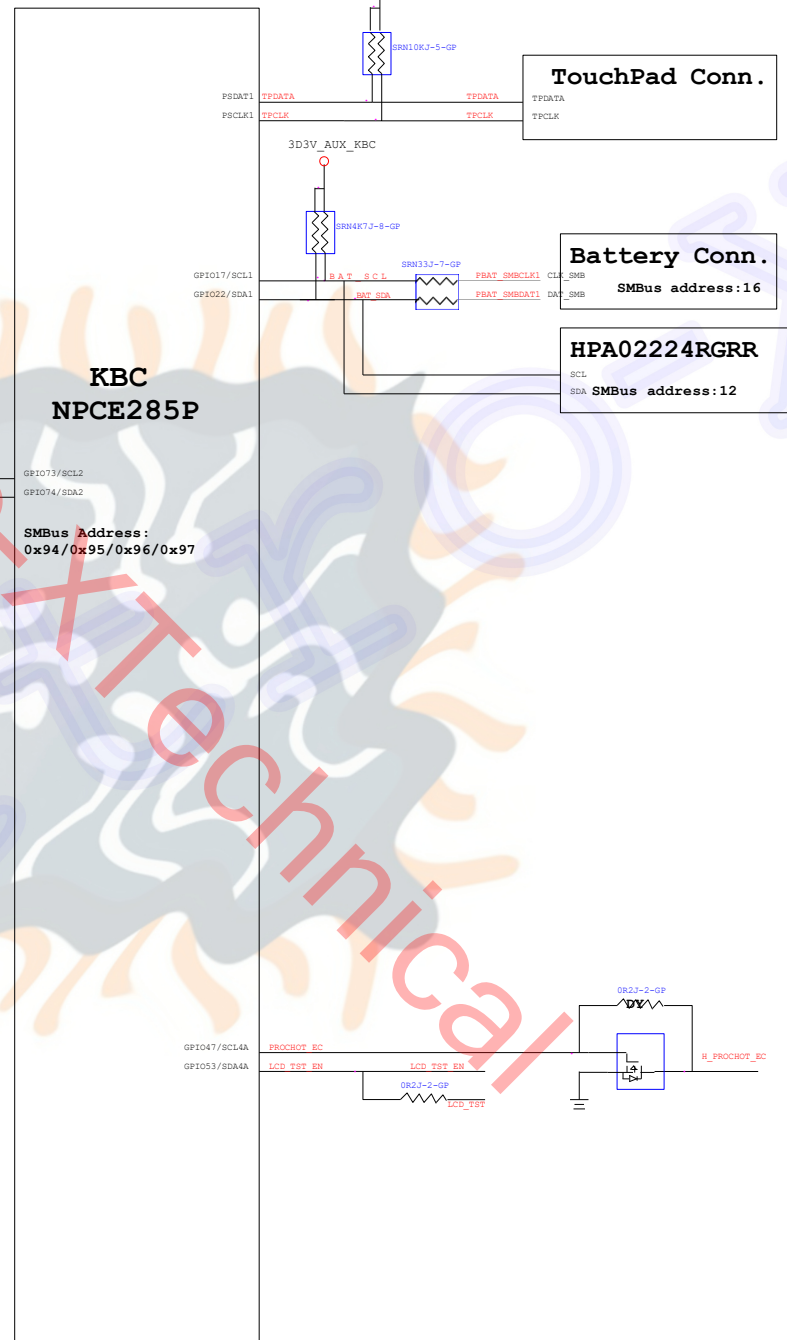 SRN10KJ-5-GP
TouchPad Conn.
PSDAT1 TPDATA TPDATA TPDATA
PSCLK1 TPCLK TPCLK TPCLK
3D3V_AUX_KBC
SRN4K7J-8-GP
Battery Conn.
SRN33J-7-GP
GPIO17/SCL1 BAT_SCL PBAT_SMBCLK1 CLK_SMB
SMBus address:16
GPIO22/SDA1 BAT_SDA PBAT_SMBDAT1 DAT_SMB
HPA02224RGRR
SCL
SDA SMBus address:12
KBC
NPCE285P
GPIO73/SCL2
GPIO74/SDA2
SMBus Address:
0x94/0x95/0x96/0x97
XTechnical
0R2J-2-GP
DY
GPIO47/SCL4A PROCHOT_EC
H_PROCHOT_EC
GPIO53/SDA4A LCD_TST_EN LCD_TST_EN
0R2J-2-GP
LCD_TST